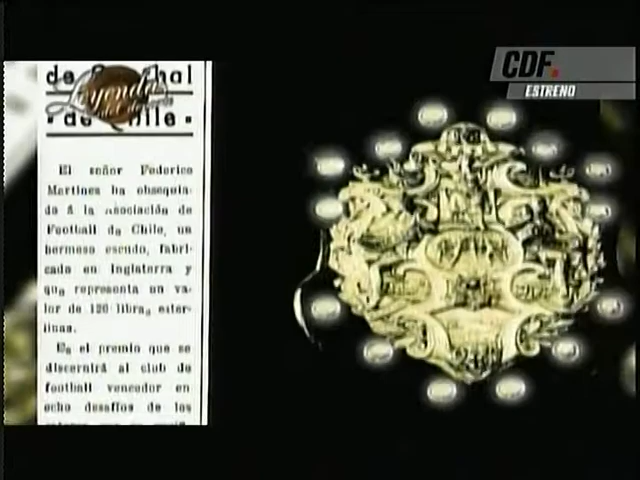 CDF.
ESTRENO
de Football
Leyendas
de Chile
El señor Federico
Martinez ha obsequia-
do á la Asociación de
Football de Chile, un
hermoso escudo, fabri-
cado en Inglaterra y
que representa un va-
lor de 120 libras ester-
linas.
Es el premio que se
discernirá al club de
football vencedor en
ocho desafíos de los